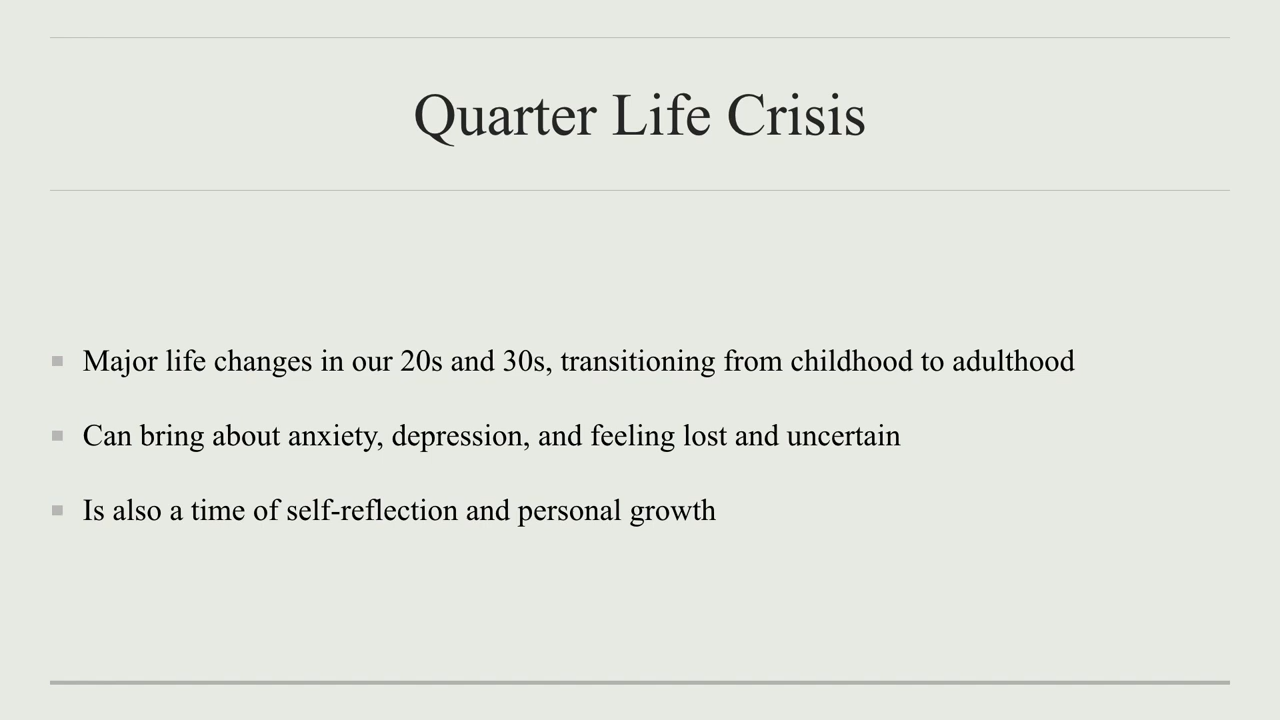 Quarter Life Crisis
Major life changes in our 20s and 30s, transitioning from childhood to adulthood
Can bring about anxiety, depression, and feeling lost and uncertain
Is also a time of self-reflection and personal growth